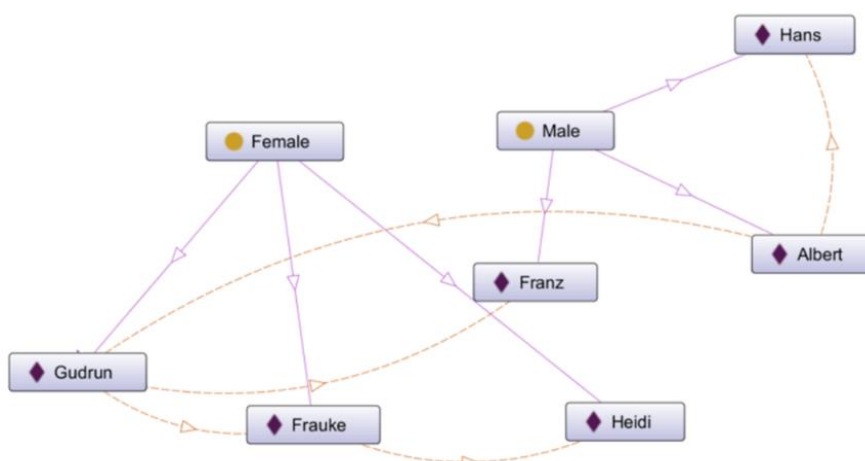 Hans
Male
Female
Albert
Franz
Gudrun
Frauke
Heidi